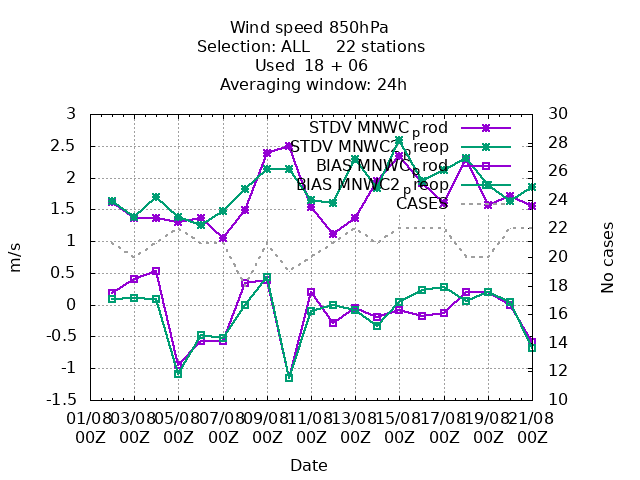 Wind speed 850hPa
Selection: ALL 22 stations
Used 18 + 06
Averaging window: 24h
3
2.5
2
1.5
1
0.5
0
-0.5
-1
-1.5
30
28
26
24
22
20
18
16
14
12
10
STDV MNWC_prod
STDV MNWC2_preop
BIAS MNWC_prod
BIAS MNWC2_preop
CASES
m/s
No cases
01/08 03/08 05/08 07/08 09/08 11/08 13/08 15/08 17/08 19/08 21/08
00Z 00Z 00Z 00Z 00Z 00Z 00Z 00Z 00Z 00Z 00Z
Date